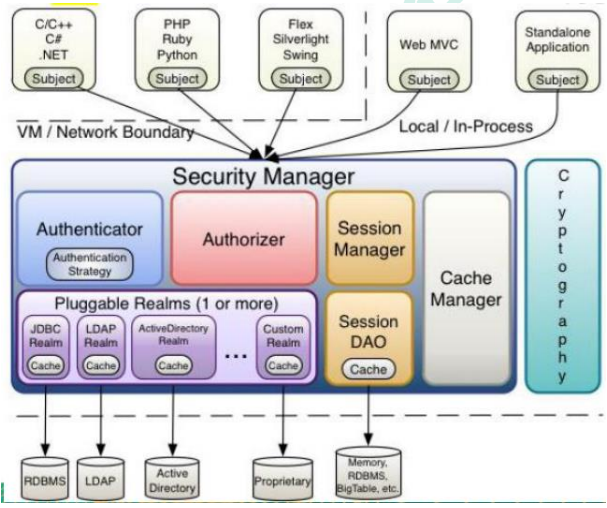 C/C++
C#
.NET
Subject
PHP
Ruby
Python
Subject
Flex
Silverlight
Swing
Subject
Web MVC
Subject
Standalone
Application
Subject
VM / Network Boundary
Local / In-Process
Security Manager
Authenticator
Authentication
Strategy
Authorizer
Session
Manager
Cache
Manager
Cryptography
Pluggable Realms (1 or more)
JDBC
Realm
Cache
LDAP
Realm
Cache
ActiveDirectory
Realm
Cache
...
Custom
Realm
Cache
Session
DAO
Cache
RDBMS
LDAP
Active
Directory
Proprietary
Memory,
RDBMS,
BigTable, etc.